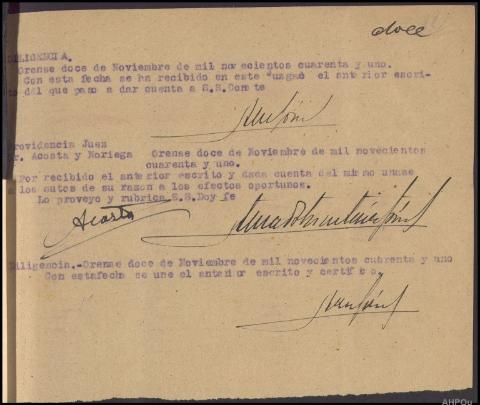 doce
DILIGENCIA.
Orense doce de Noviembre de mil novecientos cuarenta y uno.
Con esta fecha se ha recibido en este el anterior escri-
to del que paso a dar cuenta a S.S.
rovidencia Juez
r. Acosta y Noriega Orense doce de Noviembre de mil novecientos
cuarenta y uno.
Por recibido el anterior escrito y dada cuenta del mismo unase
los autos de su razon a los efectos oportunos.
Lo proveyo y rubrica S.S.Doy fe
Acosta
Diligencia.-Orense doce de Noviembre de mil novecientos cuarenta y uno
Con estafecha se une el anterior escrito y certifico
AHPOu